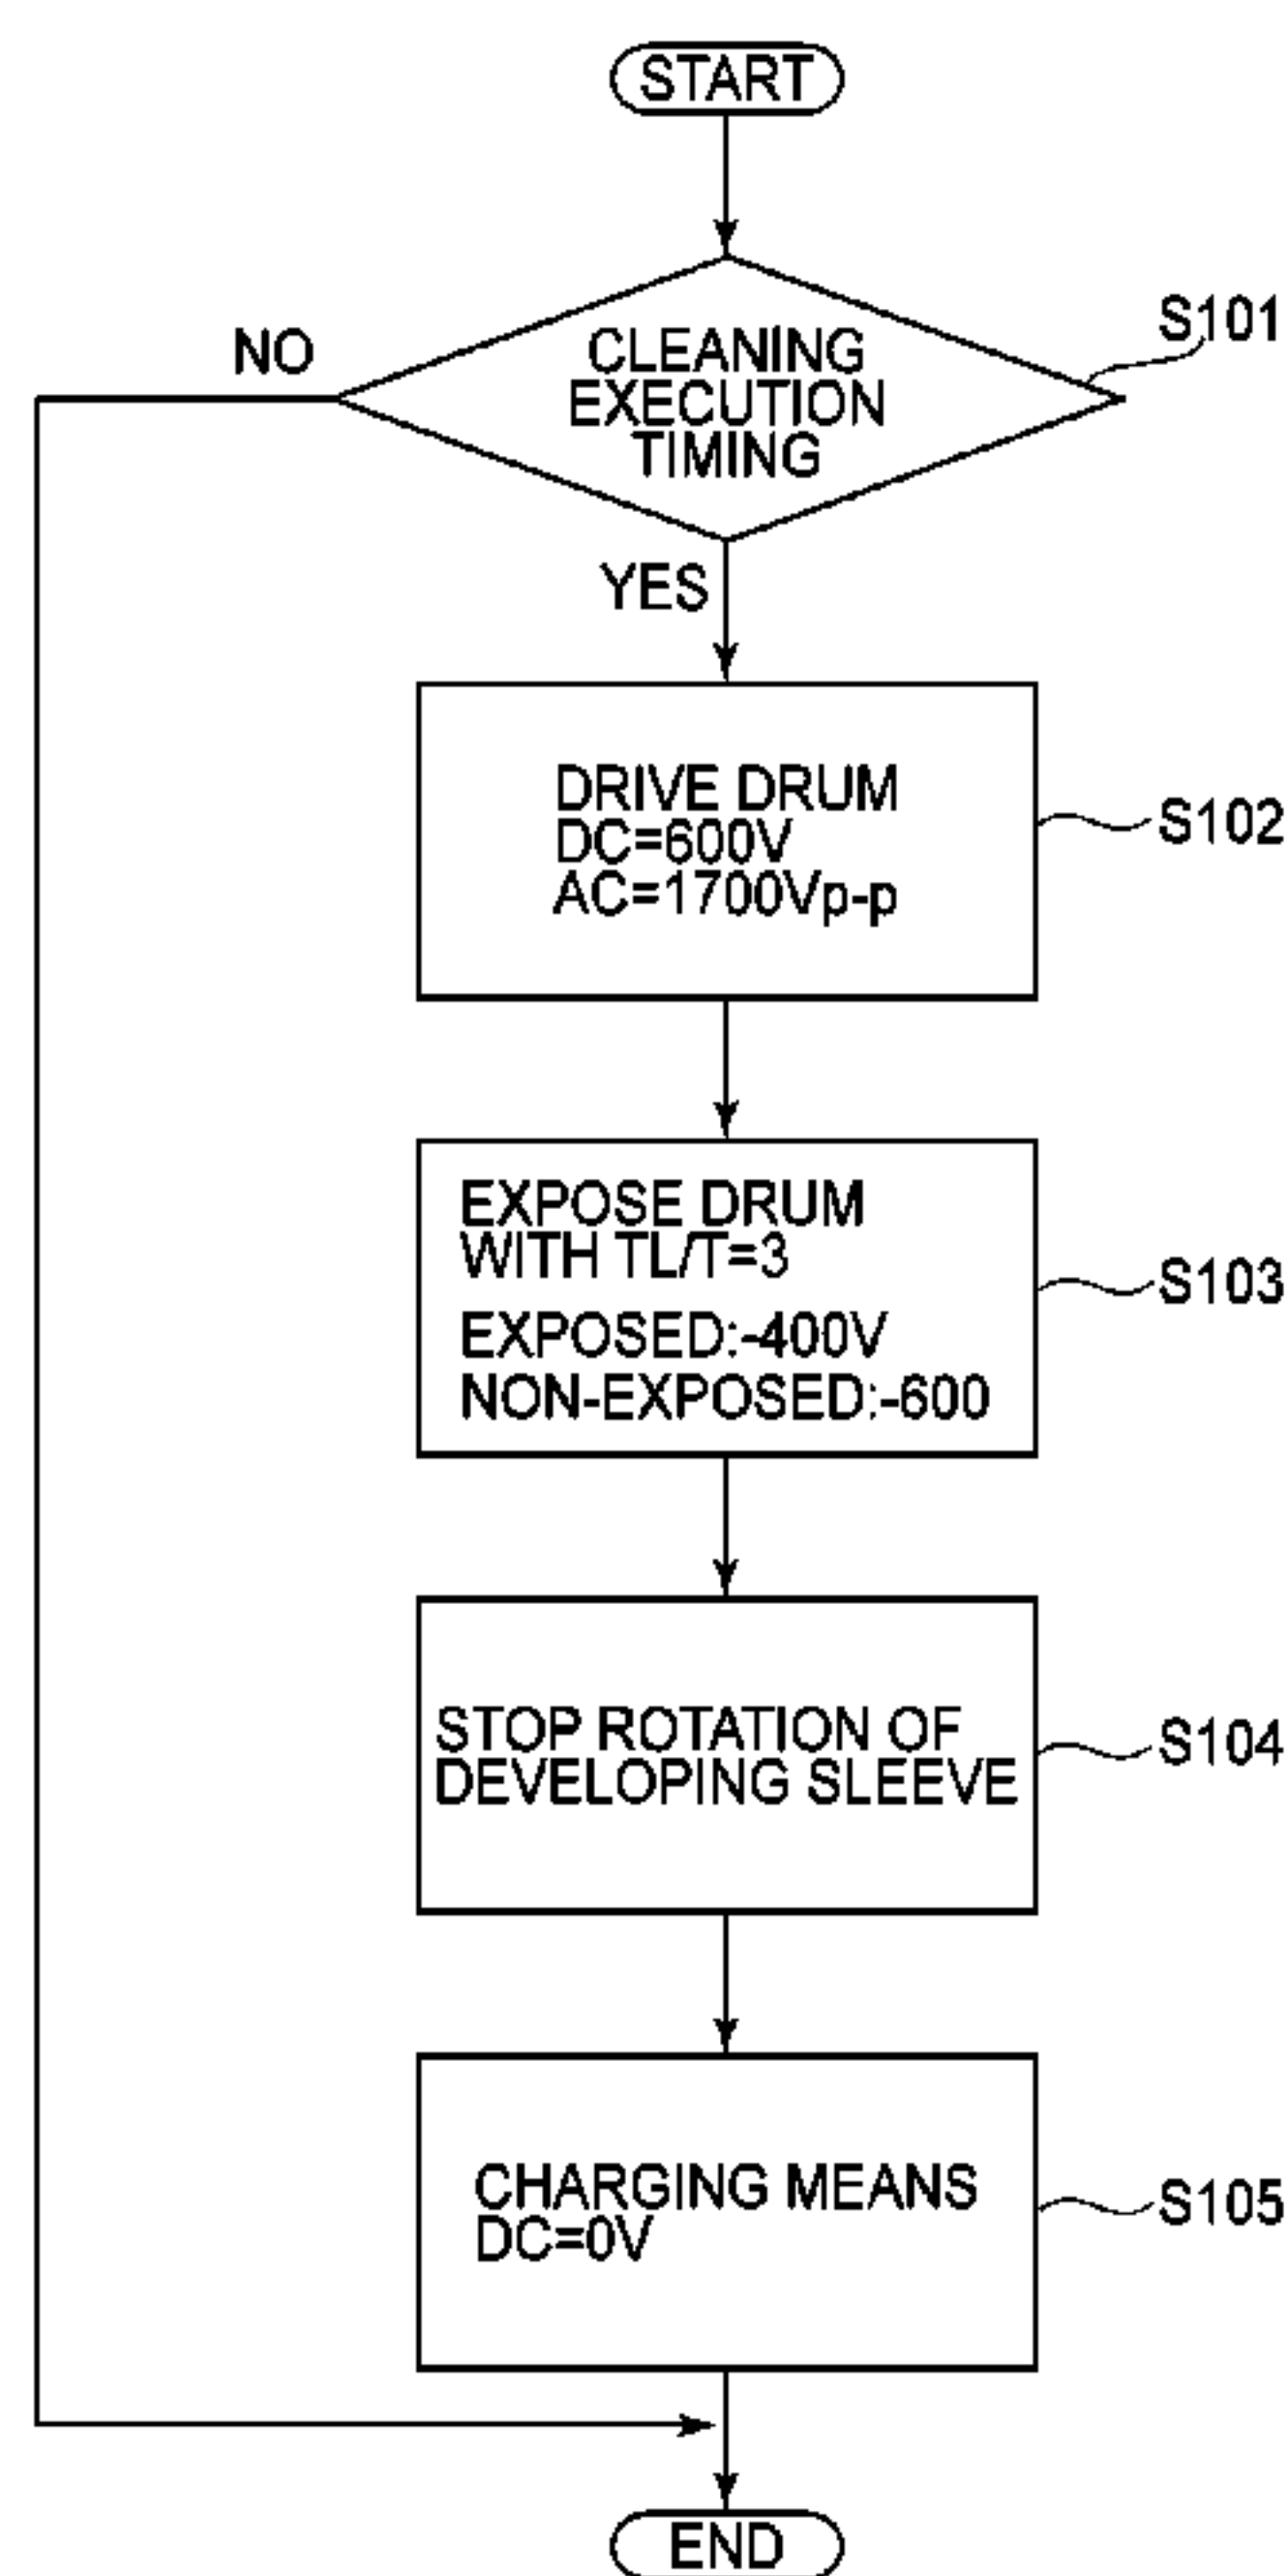 START
NO
CLEANING
EXECUTION
TIMING
S101
YES
DRIVE DRUM
DC=600V
AC=1700Vp-p
S102
EXPOSE DRUM
WITH TL/T=3
EXPOSED:-400V
NON-EXPOSED:-600
S103
STOP ROTATION OF
DEVELOPING SLEEVE
S104
CHARGING MEANS
DC=0V
S105
END